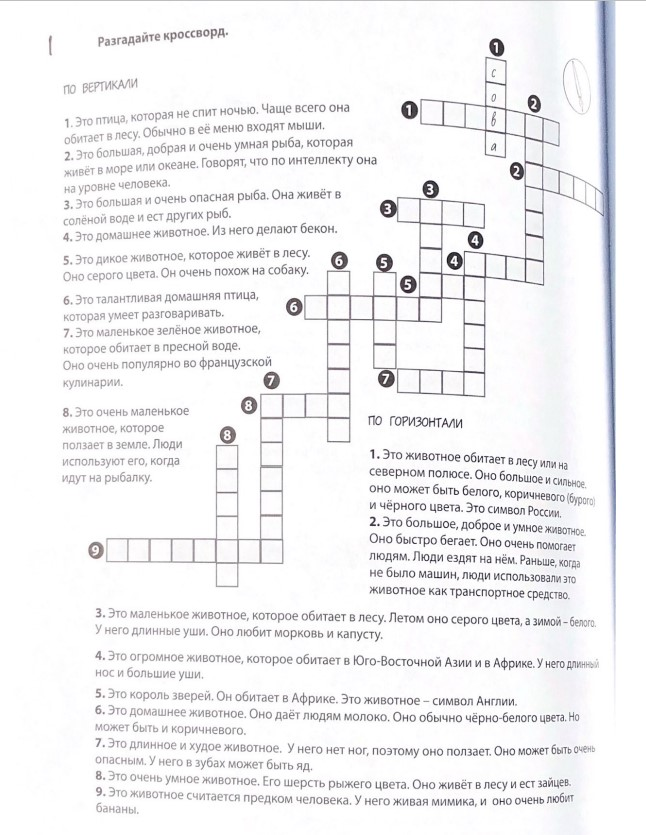 1 Разгадайте кроссворд.
ПО ВЕРТИКАЛИ
1. Это птица, которая не спит ночью. Чаще всего она
обитает в лесу. Обычно в её меню входят мыши.
2. Это большая, добрая и очень умная рыба, которая
живёт в море или океане. Говорят, что по интеллекту она
на уровне человека.
3. Это большая и очень опасная рыба. Она живёт в
солёной воде и ест других рыб.
4. Это домашнее животное. Из него делают бекон.
5. Это дикое животное, которое живёт в лесу.
Оно серого цвета. Он очень похож на собаку.
6. Это талантливая домашняя птица,
которая умеет разговаривать.
7. Это маленькое зелёное животное,
которое обитает в пресной воде.
Оно очень популярно во французской
кулинарии.
8. Это очень маленькое
животное, которое
ползает в земле. Люди
используют его, когда
идут на рыбалку.
1
с
о
2
1
в
а
2
3
3
4
4
6
5
5
6
7
7
8
8
9
ПО ГОРИЗОНТАЛИ
1. Это животное обитает в лесу или на
северном полюсе. Оно большое и сильное,
оно может быть белого, коричневого (бурого)
и чёрного цвета. Это символ России.
2. Это большое, доброе и умное животное.
Оно быстро бегает. Оно очень помогает
людям. Люди ездят на нём. Раньше, когда
не было машин, люди использовали это
животное как транспортное средство.
3. Это маленькое животное, которое обитает в лесу. Летом оно серого цвета, а зимой – белого.
У него длинные уши. Оно любит морковь и капусту.
4. Это огромное животное, которое обитает в Юго-Восточной Азии и в Африке. У него длинный
нос и большие уши.
5. Это король зверей. Он обитает в Африке. Это животное – символ Англии.
6. Это домашнее животное. Оно даёт людям молоко. Оно обычно чёрно-белого цвета. Но
может быть и коричневого.
7. Это длинное и худое животное. У него нет ног, поэтому оно ползает. Оно может быть очень
опасным. У него в зубах может быть яд.
8. Это очень умное животное. Его шерсть рыжего цвета. Оно живёт в лесу и ест зайцев.
9. Это животное считается предком человека. У него живая мимика, и оно очень любит
бананы.